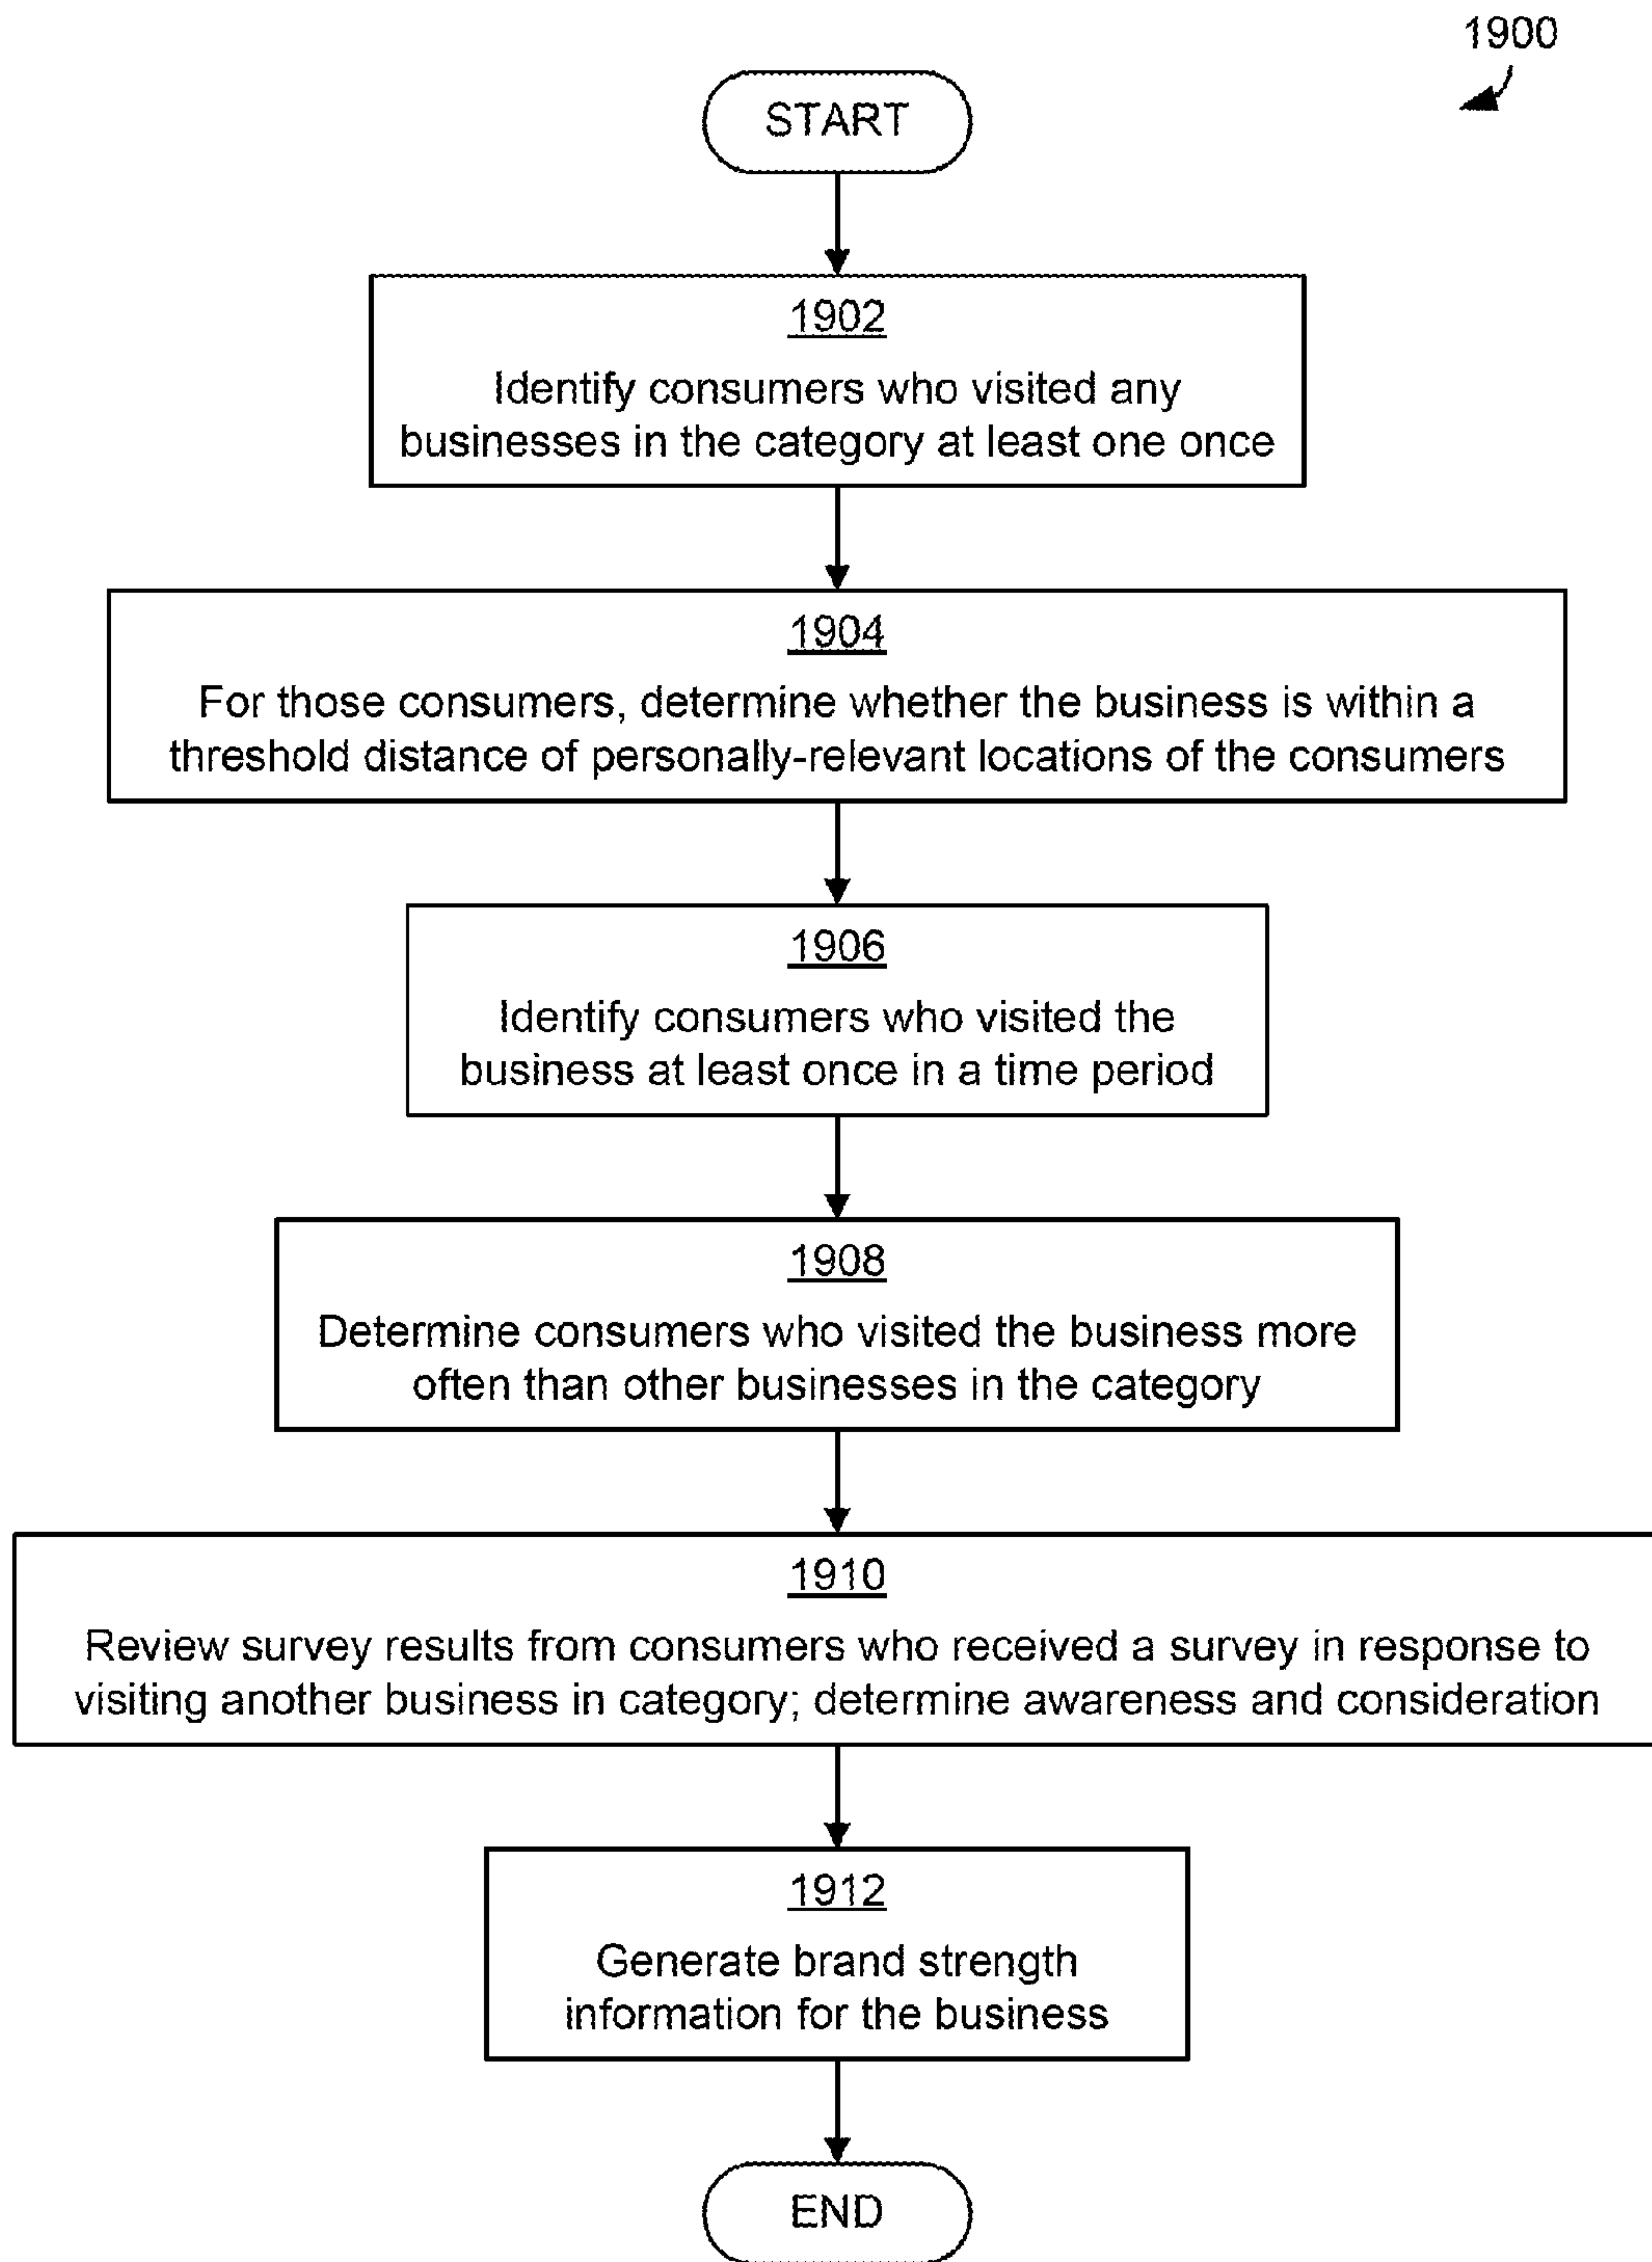 1900
START
1902
Identify consumers who visited any
businesses in the category at least one once
1904
For those consumers, determine whether the business is within a
threshold distance of personally-relevant locations of the consumers
1906
Identify consumers who visited the
business at least once in a time period
1908
Determine consumers who visited the business more
often than other businesses in the category
1910
Review survey results from consumers who received a survey in response to
visiting another business in category; determine awareness and consideration
1912
Generate brand strength
information for the business
END